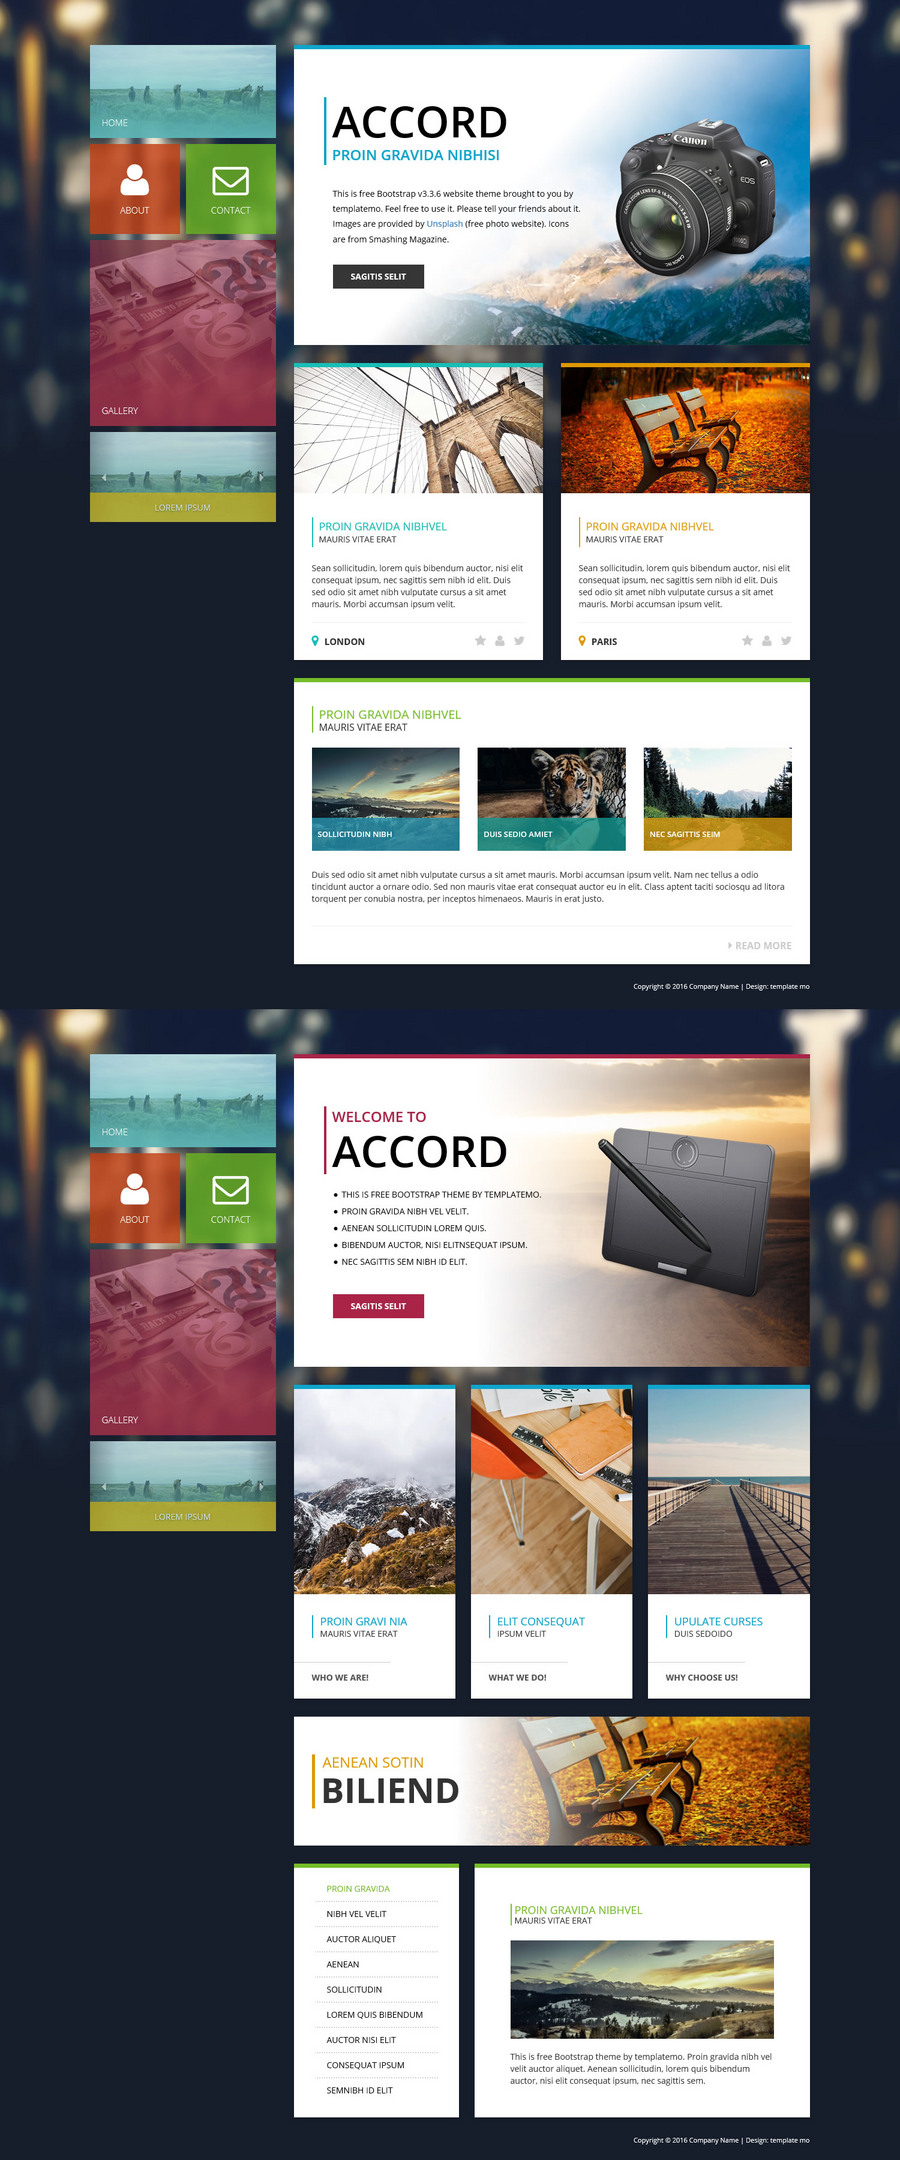 HOME
ABOUT
CONTACT
GALLERY
LOREM IPSUM
ACCORD
PROIN GRAVIDA NIBHISI
This is free Bootstrap v3.3.6 website theme brought to you by
templatemo. Feel free to use it. Please tell your friends about it.
Images are provided by Unsplash (free photo website). Icons
are from Smashing Magazine.
SAGITIS SELIT
Canon
EOS
PROIN GRAVIDA NIBHVEL
MAURIS VITAE ERAT
Sean sollicitudin, lorem quis bibendum auctor, nisi elit
consequat ipsum, nec sagittis sem nibh id elit. Duis
sed odio sit amet nibh vulputate cursus a sit amet
mauris. Morbi accumsan ipsum velit.
LONDON
PROIN GRAVIDA NIBHVEL
MAURIS VITAE ERAT
Sean sollicitudin, lorem quis bibendum auctor, nisi elit
consequat ipsum, nec sagittis sem nibh id elit. Duis
sed odio sit amet nibh vulputate cursus a sit amet
mauris. Morbi accumsan ipsum velit.
PARIS
PROIN GRAVIDA NIBHVEL
MAURIS VITAE ERAT
SOLLICITUDIN NIBH
DUIS SEDIO AMIET
NEC SAGITTIS SEIM
Duis sed odio sit amet nibh vulputate cursus a sit amet mauris. Morbi accumsan ipsum velit. Nam nec tellus a odio
tincidunt auctor a ornare odio. Sed non mauris vitae erat consequat auctor eu in elit. Class aptent taciti sociosqu ad litora
torquent per conubia nostra, per inceptos himenaeos. Mauris in erat justo.
READ MORE
Copyright © 2016 Company Name | Design: template mo
HOME
ABOUT
CONTACT
GALLERY
LOREM IPSUM
WELCOME TO
ACCORD
• THIS IS FREE BOOTSTRAP THEME BY TEMPLATEMO.
• PROIN GRAVIDA NIBH VEL VELIT.
• AENEAN SOLLICITUDIN LOREM QUIS.
• BIBENDUM AUCTOR, NISI ELITNSEQUAT IPSUM.
• NEC SAGITTIS SEM NIBH ID ELIT.
SAGITIS SELIT
PROIN GRAVI NIA
MAURIS VITAE ERAT
WHO WE ARE!
ELIT CONSEQUAT
IPSUM VELIT
WHAT WE DO!
UPULATE CURSES
DUIS SEDOIDO
WHY CHOOSE US!
AENEAN SOTIN
BILIEND
PROIN GRAVIDA
NIBH VEL VELIT
AUCTOR ALIQUET
AENEAN
SOLLICITUDIN
LOREM QUIS BIBENDUM
AUCTOR NISI ELIT
CONSEQUAT IPSUM
SEMNIBH ID ELIT
PROIN GRAVIDA NIBHVEL
MAURIS VITAE ERAT
This is free Bootstrap theme by templatemo. Proin gravida nibh vel
velit auctor aliquet. Aenean sollicitudin, lorem quis bibendum
auctor, nisi elit consequat ipsum, nec sagittis sem.
Copyright © 2016 Company Name | Design: template mo